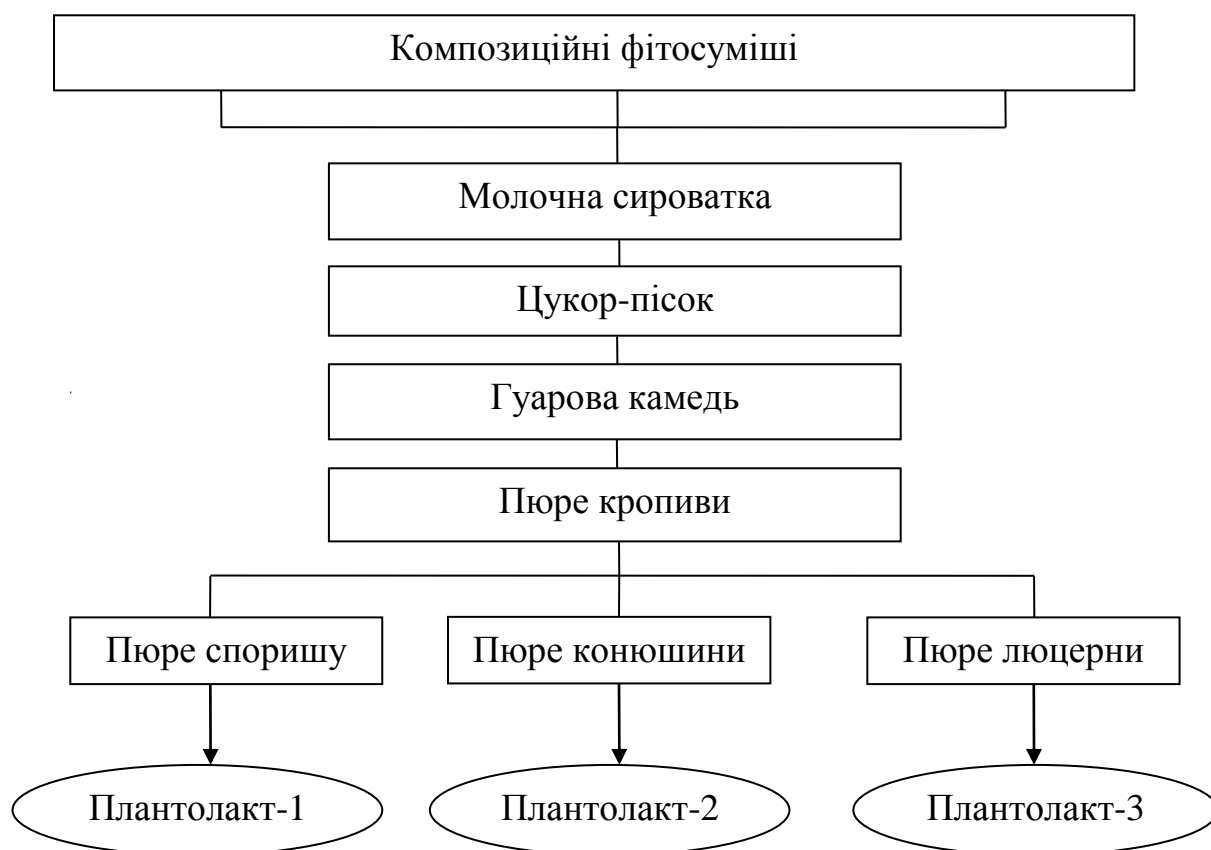 Композиційні фітосуміші
Молочна сироватка
Цукор-пісок
Гуарова камедь
Пюре кропиви
Пюре споришу
Пюре конюшини
Пюре люцерни
Плантолакт-1
Плантолакт-2
Плантолакт-3